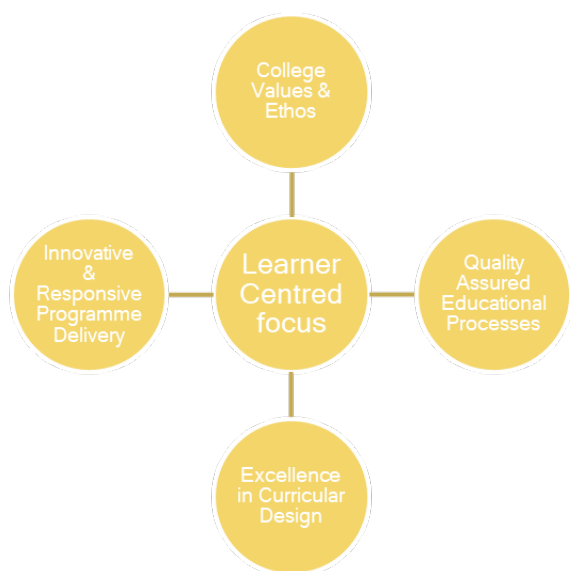 College
Values &
Ethos
Innovative
&
Responsive
Programme
Delivery
Learner
Centred
focus
Quality
Assured
Educational
Processes
Excellence
in Curricular
Design